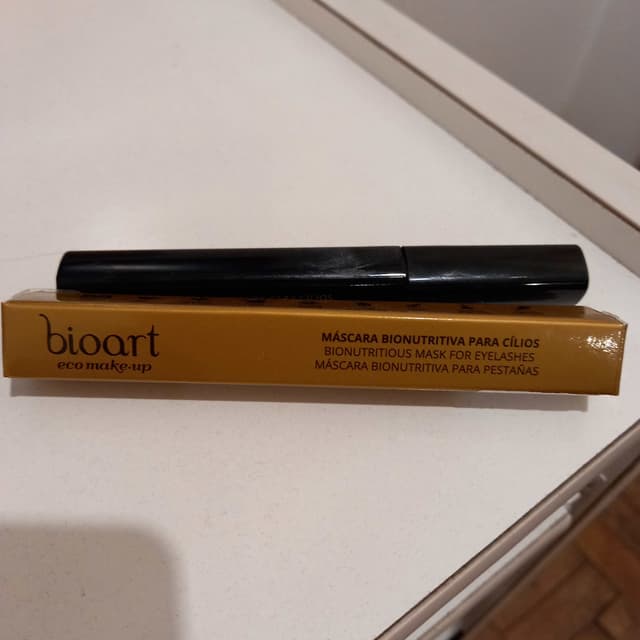 bioart
eco make-up
MÁSCARA BIONUTRITIVA PARA CÍLIOS
BIONUTRITIOUS MASK FOR EYELASHES
MÁSCARA BIONUTRITIVA PARA PESTAÑAS